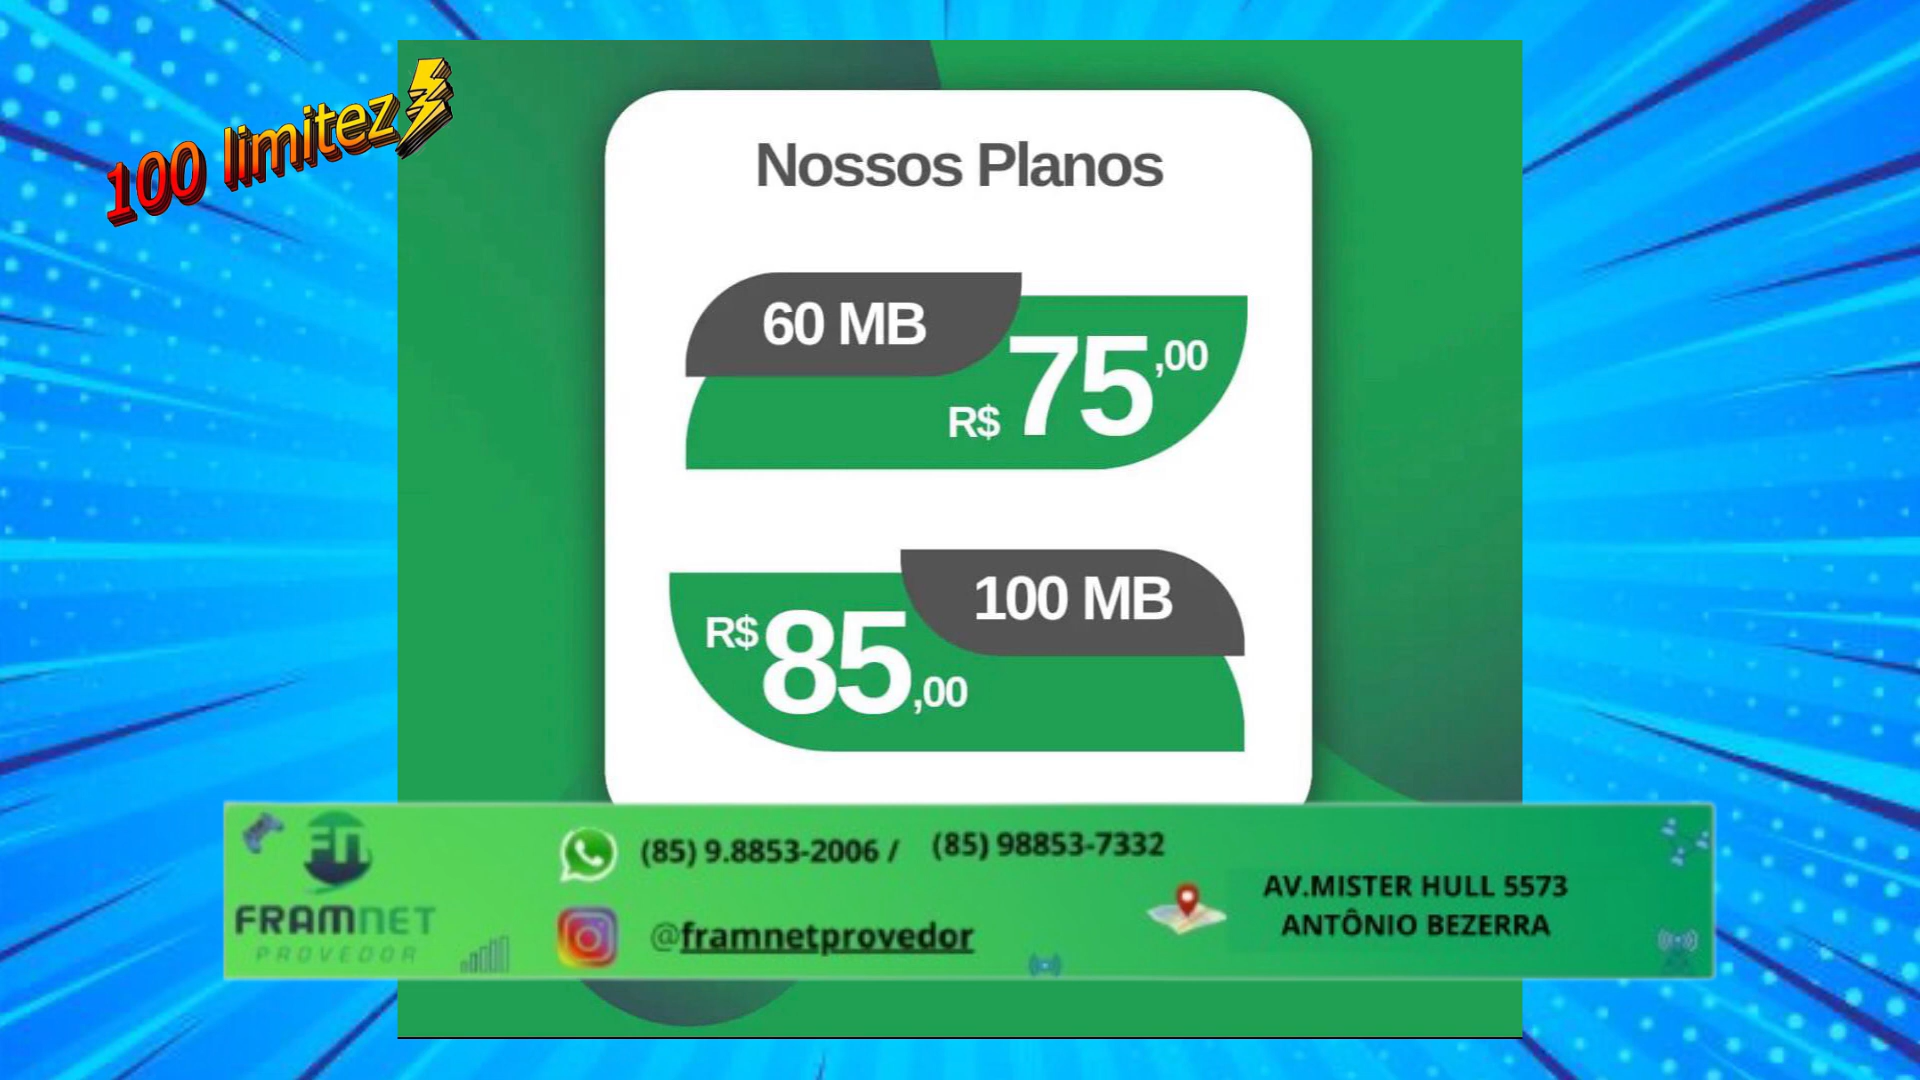 100 limitez
Nossos Planos
60 MB
R$ 75,00
100 MB
R$ 85,00
FRAMNET
PROVEDOR
(85) 9.8853-2006 / (85) 98853-7332
@framnetprovedor
AV.MISTER HULL 5573
ANTÔNIO BEZERRA